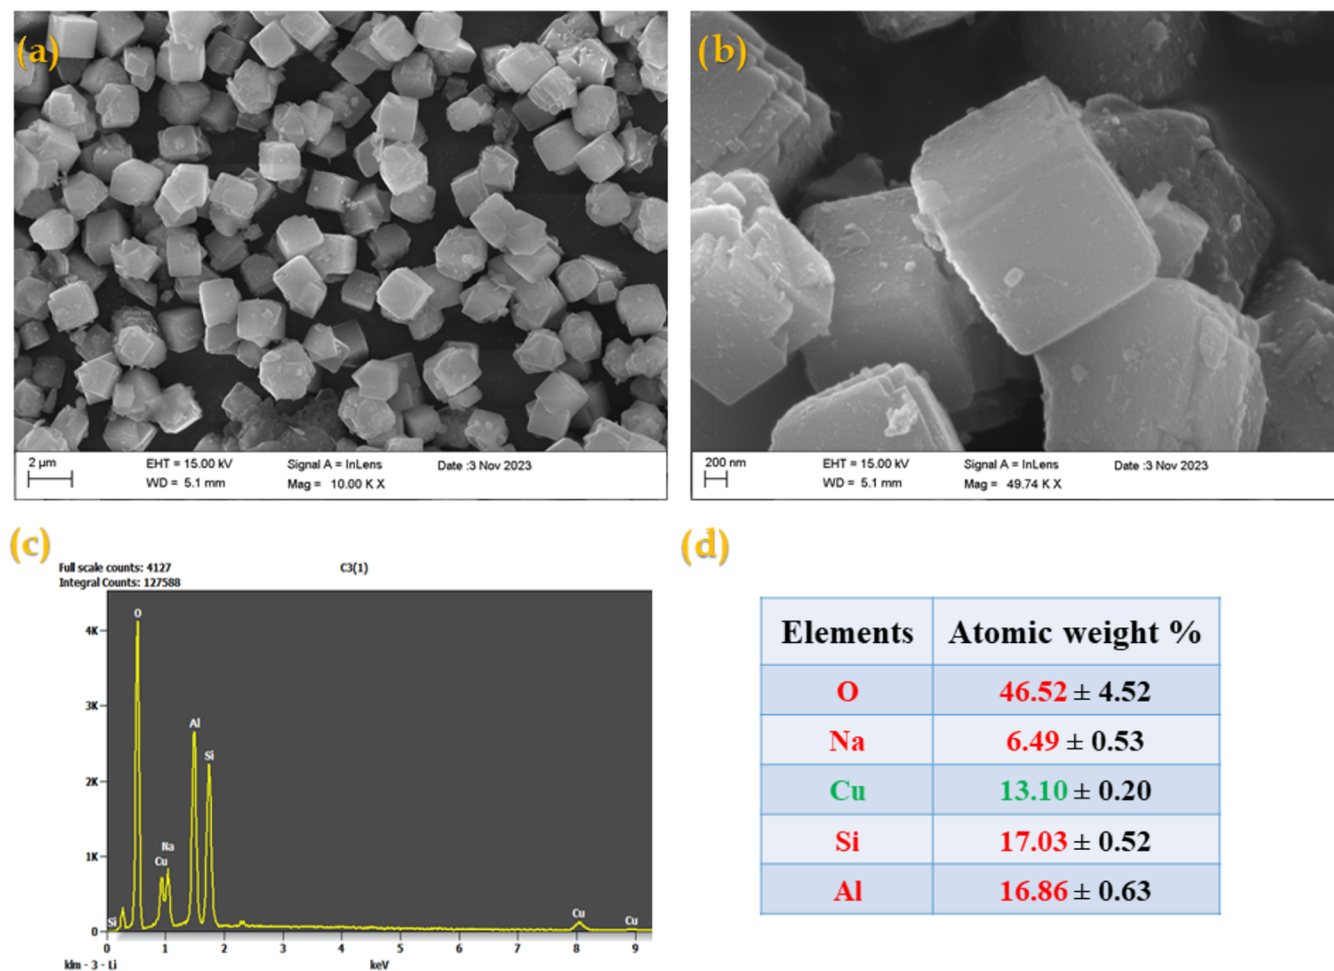 (a)
(b)
2 µm
EHT = 15.00 kV
Signal A = InLens
Date :3 Nov 2023
WD = 5.1 mm
Mag = 10.00 K X
200 nm
EHT = 15.00 kV
Signal A = InLens
Date :3 Nov 2023
WD = 5.1 mm
Mag = 49.74 K X
(c)
Full scale counts: 4127
C3(1)
Integral Counts: 127588
O
4K
3K
Al
Si
2K
1K
Na
Cu
Si
Cu
Cu
0
0 1 2 3 4 5 6 7 8 9
klm - 3 - Li
keV
(d)
Elements Atomic weight %
O 46.52 ± 4.52
Na 6.49 ± 0.53
Cu 13.10 ± 0.20
Si 17.03 ± 0.52
Al 16.86 ± 0.63